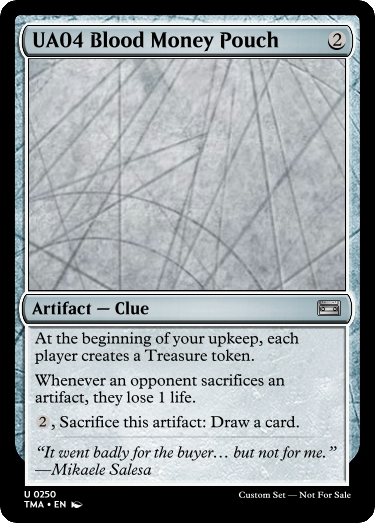 UA04 Blood Money Pouch 2
Artifact — Clue
At the beginning of your upkeep, each
player creates a Treasure token.
Whenever an opponent sacrifices an
artifact, they lose 1 life.
2, Sacrifice this artifact: Draw a card.
“It went badly for the buyer… but not for me.”
—Mikaele Salesa
U 0250
TMA • EN
Custom Set — Not For Sale